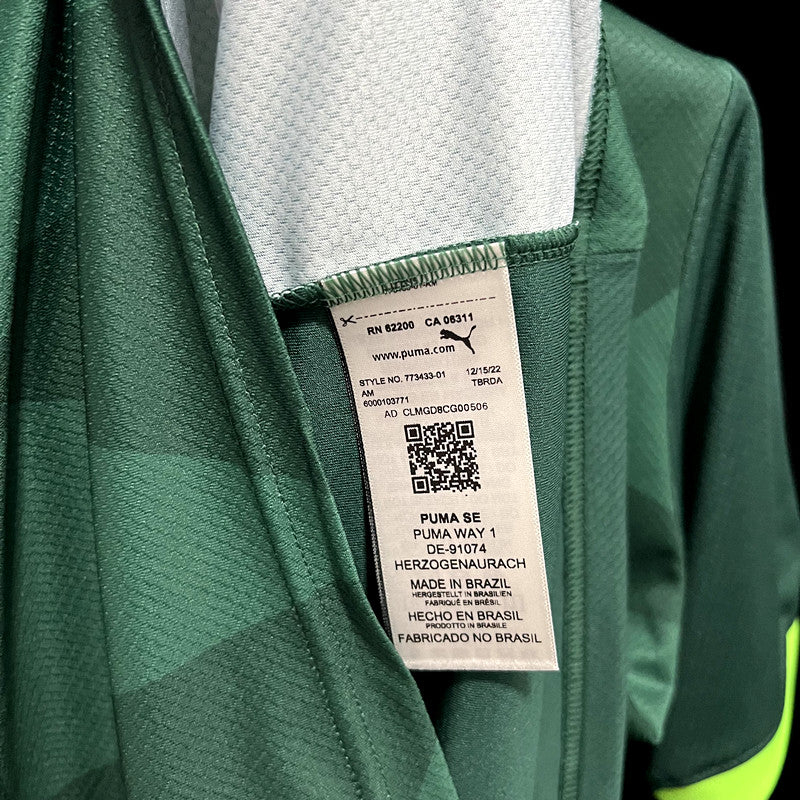 RN 62200 CA 06311
www.puma.com
STYLE NO. 773433-01 12/15/22
AM TBRDA
6000103771
AD CLMGD8CG00506
PUMA SE
PUMA WAY 1
DE-91074
HERZOGENAURACH
MADE IN BRAZIL
HERGESTELLT IN BRASILIEN
FABRIQUÉ EN BRÉSIL
HECHO EN BRASIL
PRODOTTO IN BRASILE
FABRICADO NO BRASIL